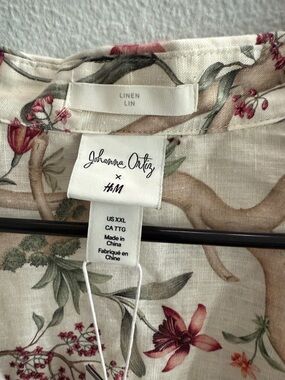 LINEN
LIN
Johanna Ortiz
×
H&M
US XXL
CA TTG
Made in
China
Fabriqué en
Chine